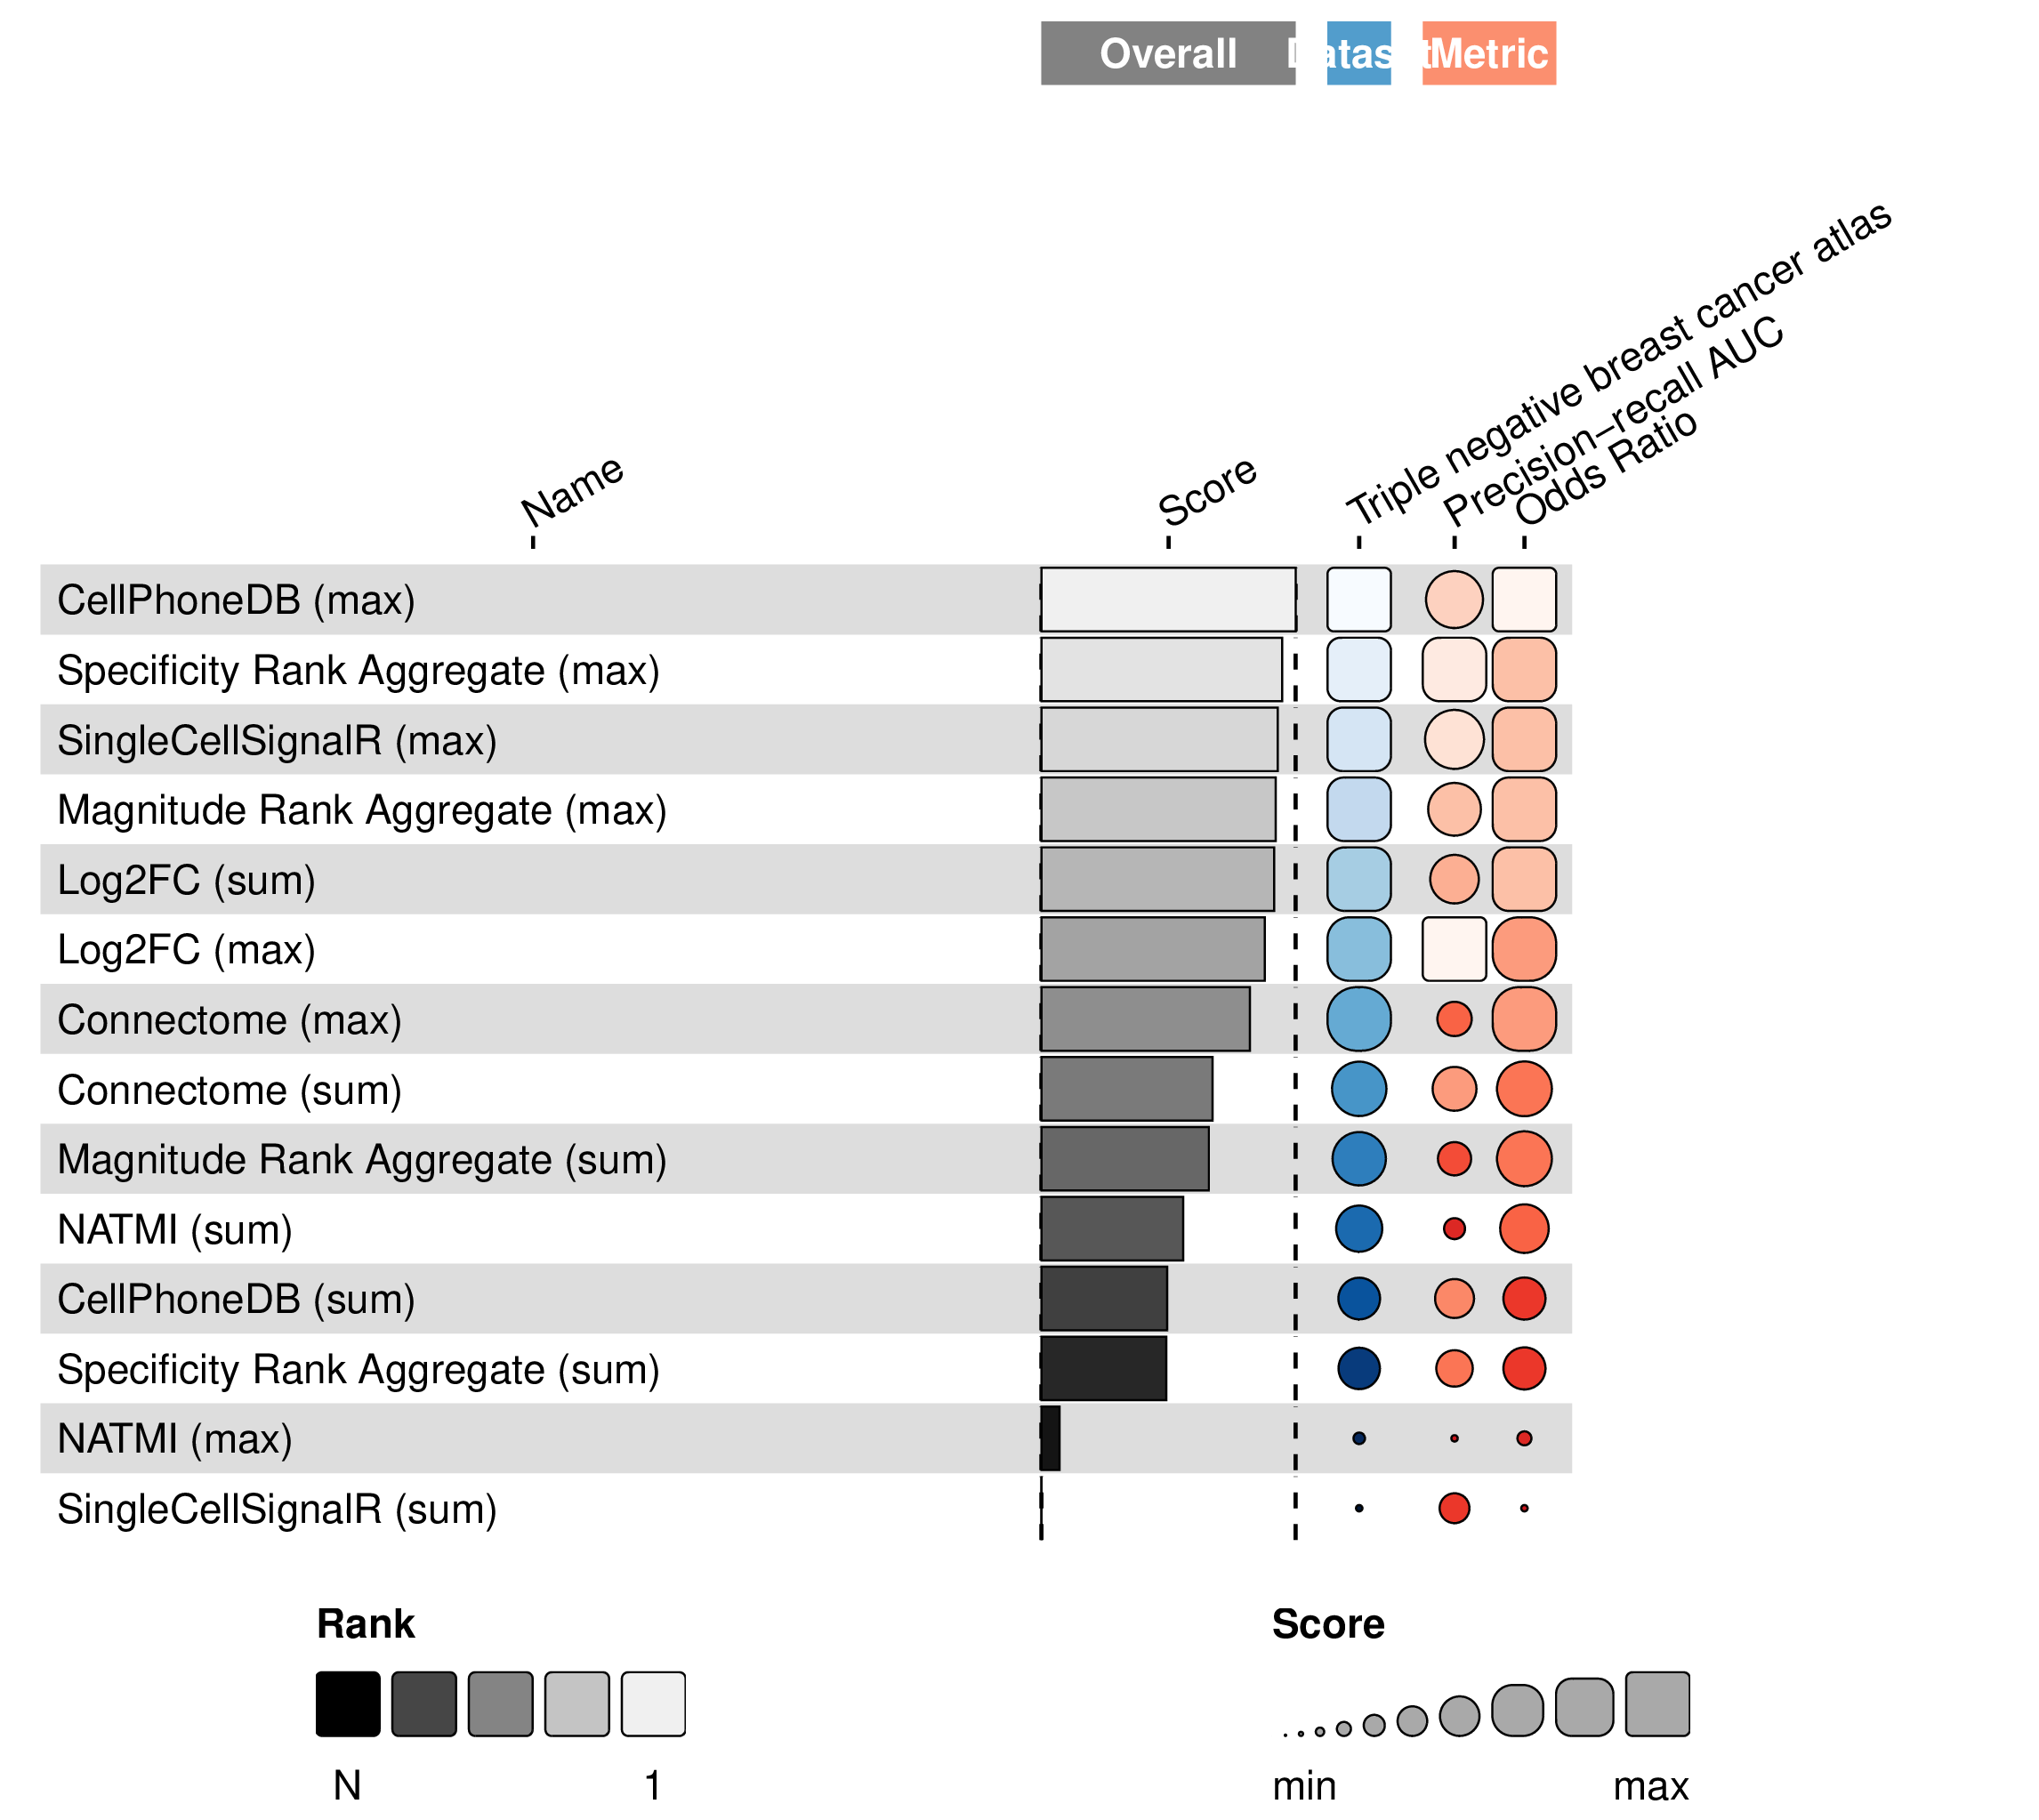 Overall Dataset Metric
Name
Score
Triple negative breast cancer atlas
Precision–recall AUC
Odds Ratio
CellPhoneDB (max)
Specificity Rank Aggregate (max)
SingleCellSignalR (max)
Magnitude Rank Aggregate (max)
Log2FC (sum)
Log2FC (max)
Connectome (max)
Connectome (sum)
Magnitude Rank Aggregate (sum)
NATMI (sum)
CellPhoneDB (sum)
Specificity Rank Aggregate (sum)
NATMI (max)
SingleCellSignalR (sum)
Rank
N 1
Score
min max